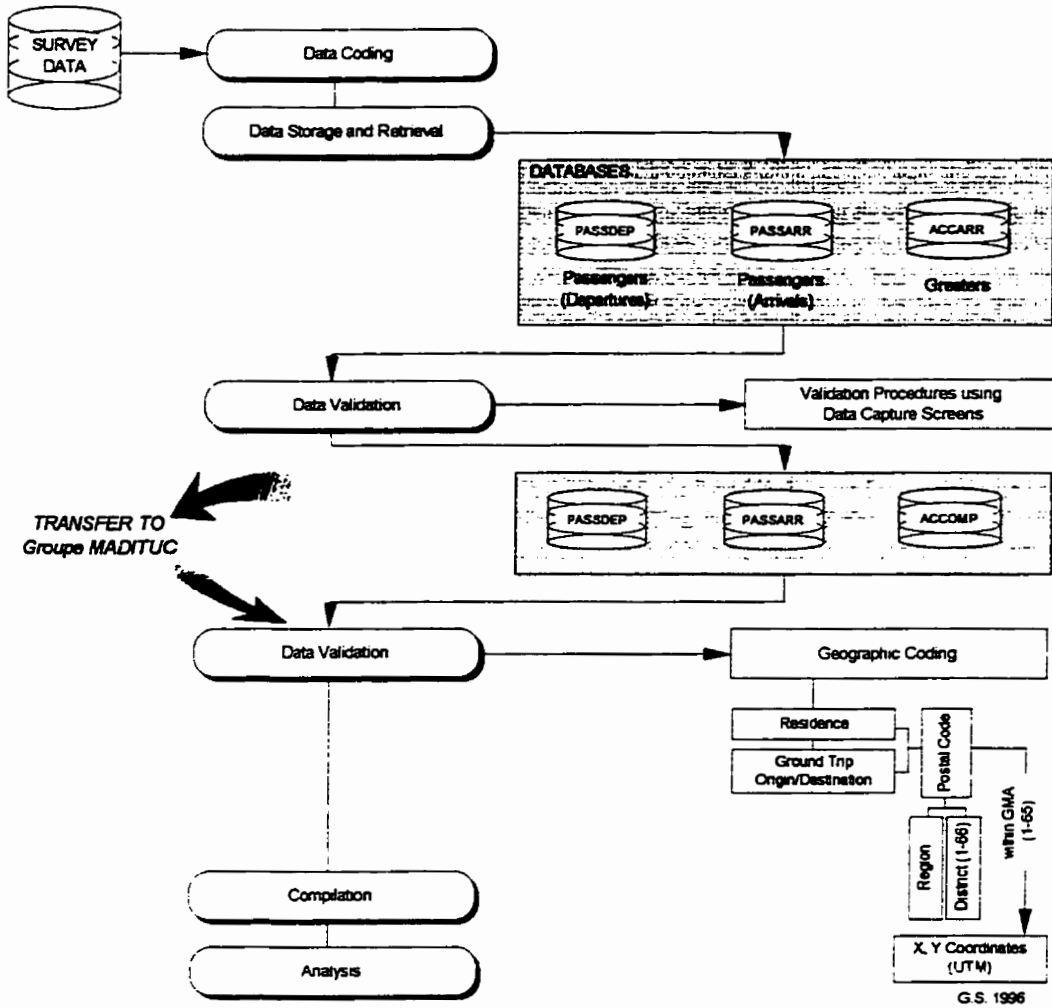 SURVEY
DATA
Data Coding
Data Storage and Retrieval
DATABASES
PASSDEP
PASSARR
ACCARR
Passengers
(Departures)
Passengers
(Arrivals)
Greeters
Data Validation
Validation Procedures using
Data Capture Screens
TRANSFER TO
Groupe MADITUC
PASSDEP
PASSARR
ACCOMP
Data Validation
Geographic Coding
Residence
Ground Trip
Origin/Destination
Postal Code
within GMA
(1-65)
Region
District (1-66)
Compilation
Analysis
X, Y Coordinates
(UTM)
G.S. 1996